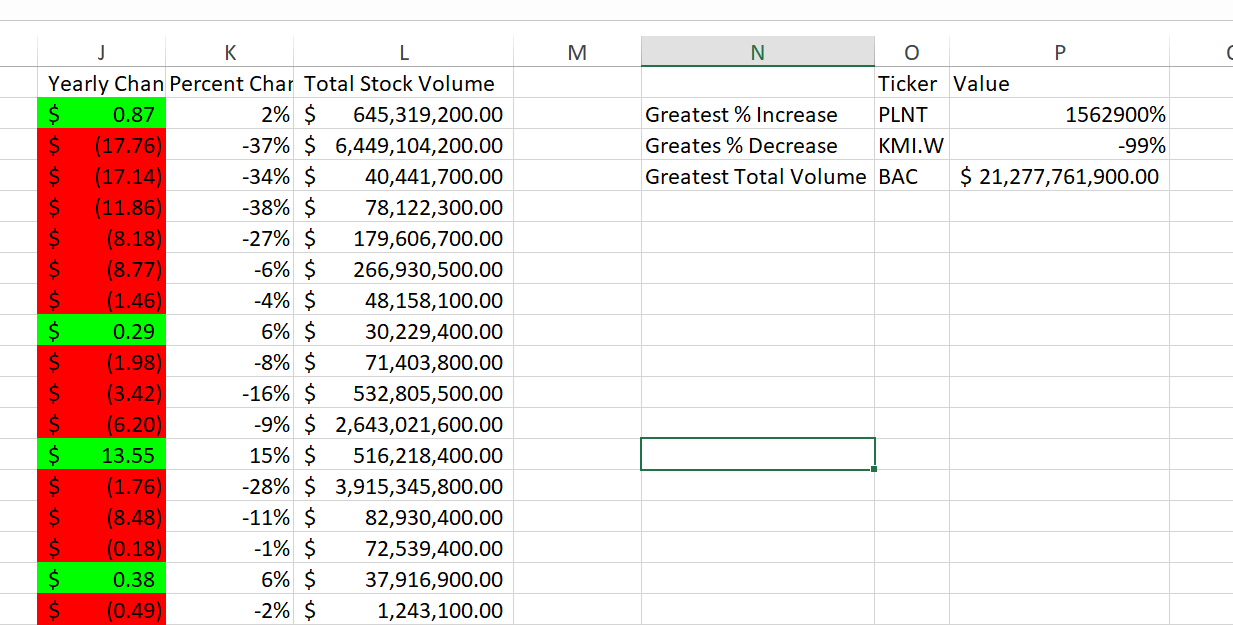 J K L M N O P
Yearly Chan Percent Char Total Stock Volume Ticker Value
$ 0.87 2% $ 645,319,200.00 Greatest % Increase PLNT 1562900%
$ (17.76) -37% $ 6,449,104,200.00 Greates % Decrease KMI.W -99%
$ (17.14) -34% $ 40,441,700.00 Greatest Total Volume BAC $ 21,277,761,900.00
$ (11.86) -38% $ 78,122,300.00
$ (8.18) -27% $ 179,606,700.00
$ (8.77) -6% $ 266,930,500.00
$ (1.46) -4% $ 48,158,100.00
$ 0.29 6% $ 30,229,400.00
$ (1.98) -8% $ 71,403,800.00
$ (3.42) -16% $ 532,805,500.00
$ (6.20) -9% $ 2,643,021,600.00
$ 13.55 15% $ 516,218,400.00
$ (1.76) -28% $ 3,915,345,800.00
$ (8.48) -11% $ 82,930,400.00
$ (0.18) -1% $ 72,539,400.00
$ 0.38 6% $ 37,916,900.00
$ (0.49) -2% $ 1,243,100.00